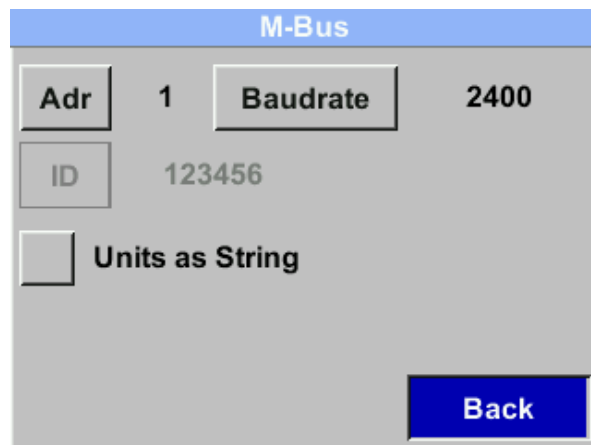 M-Bus
Adr 1 Baudrate 2400
ID 123456
Units as String
Back